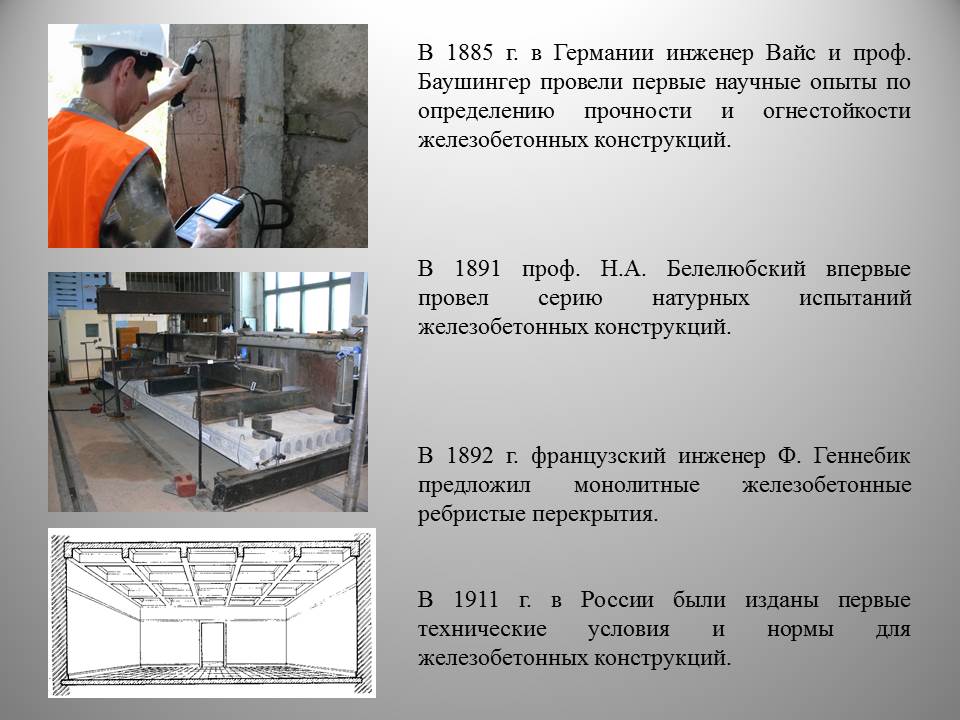 В 1885 г. в Германии инженер Вайс и проф.
Баушингер провели первые научные опыты по
определению прочности и огнестойкости
железобетонных конструкций.
В 1891 проф. Н.А. Белелюбский впервые
провел серию натурных испытаний
железобетонных конструкций.
В 1892 г. французский инженер Ф. Геннебик
предложил монолитные железобетонные
ребристые перекрытия.
В 1911 г. в России были изданы первые
технические условия и нормы для
железобетонных конструкций.